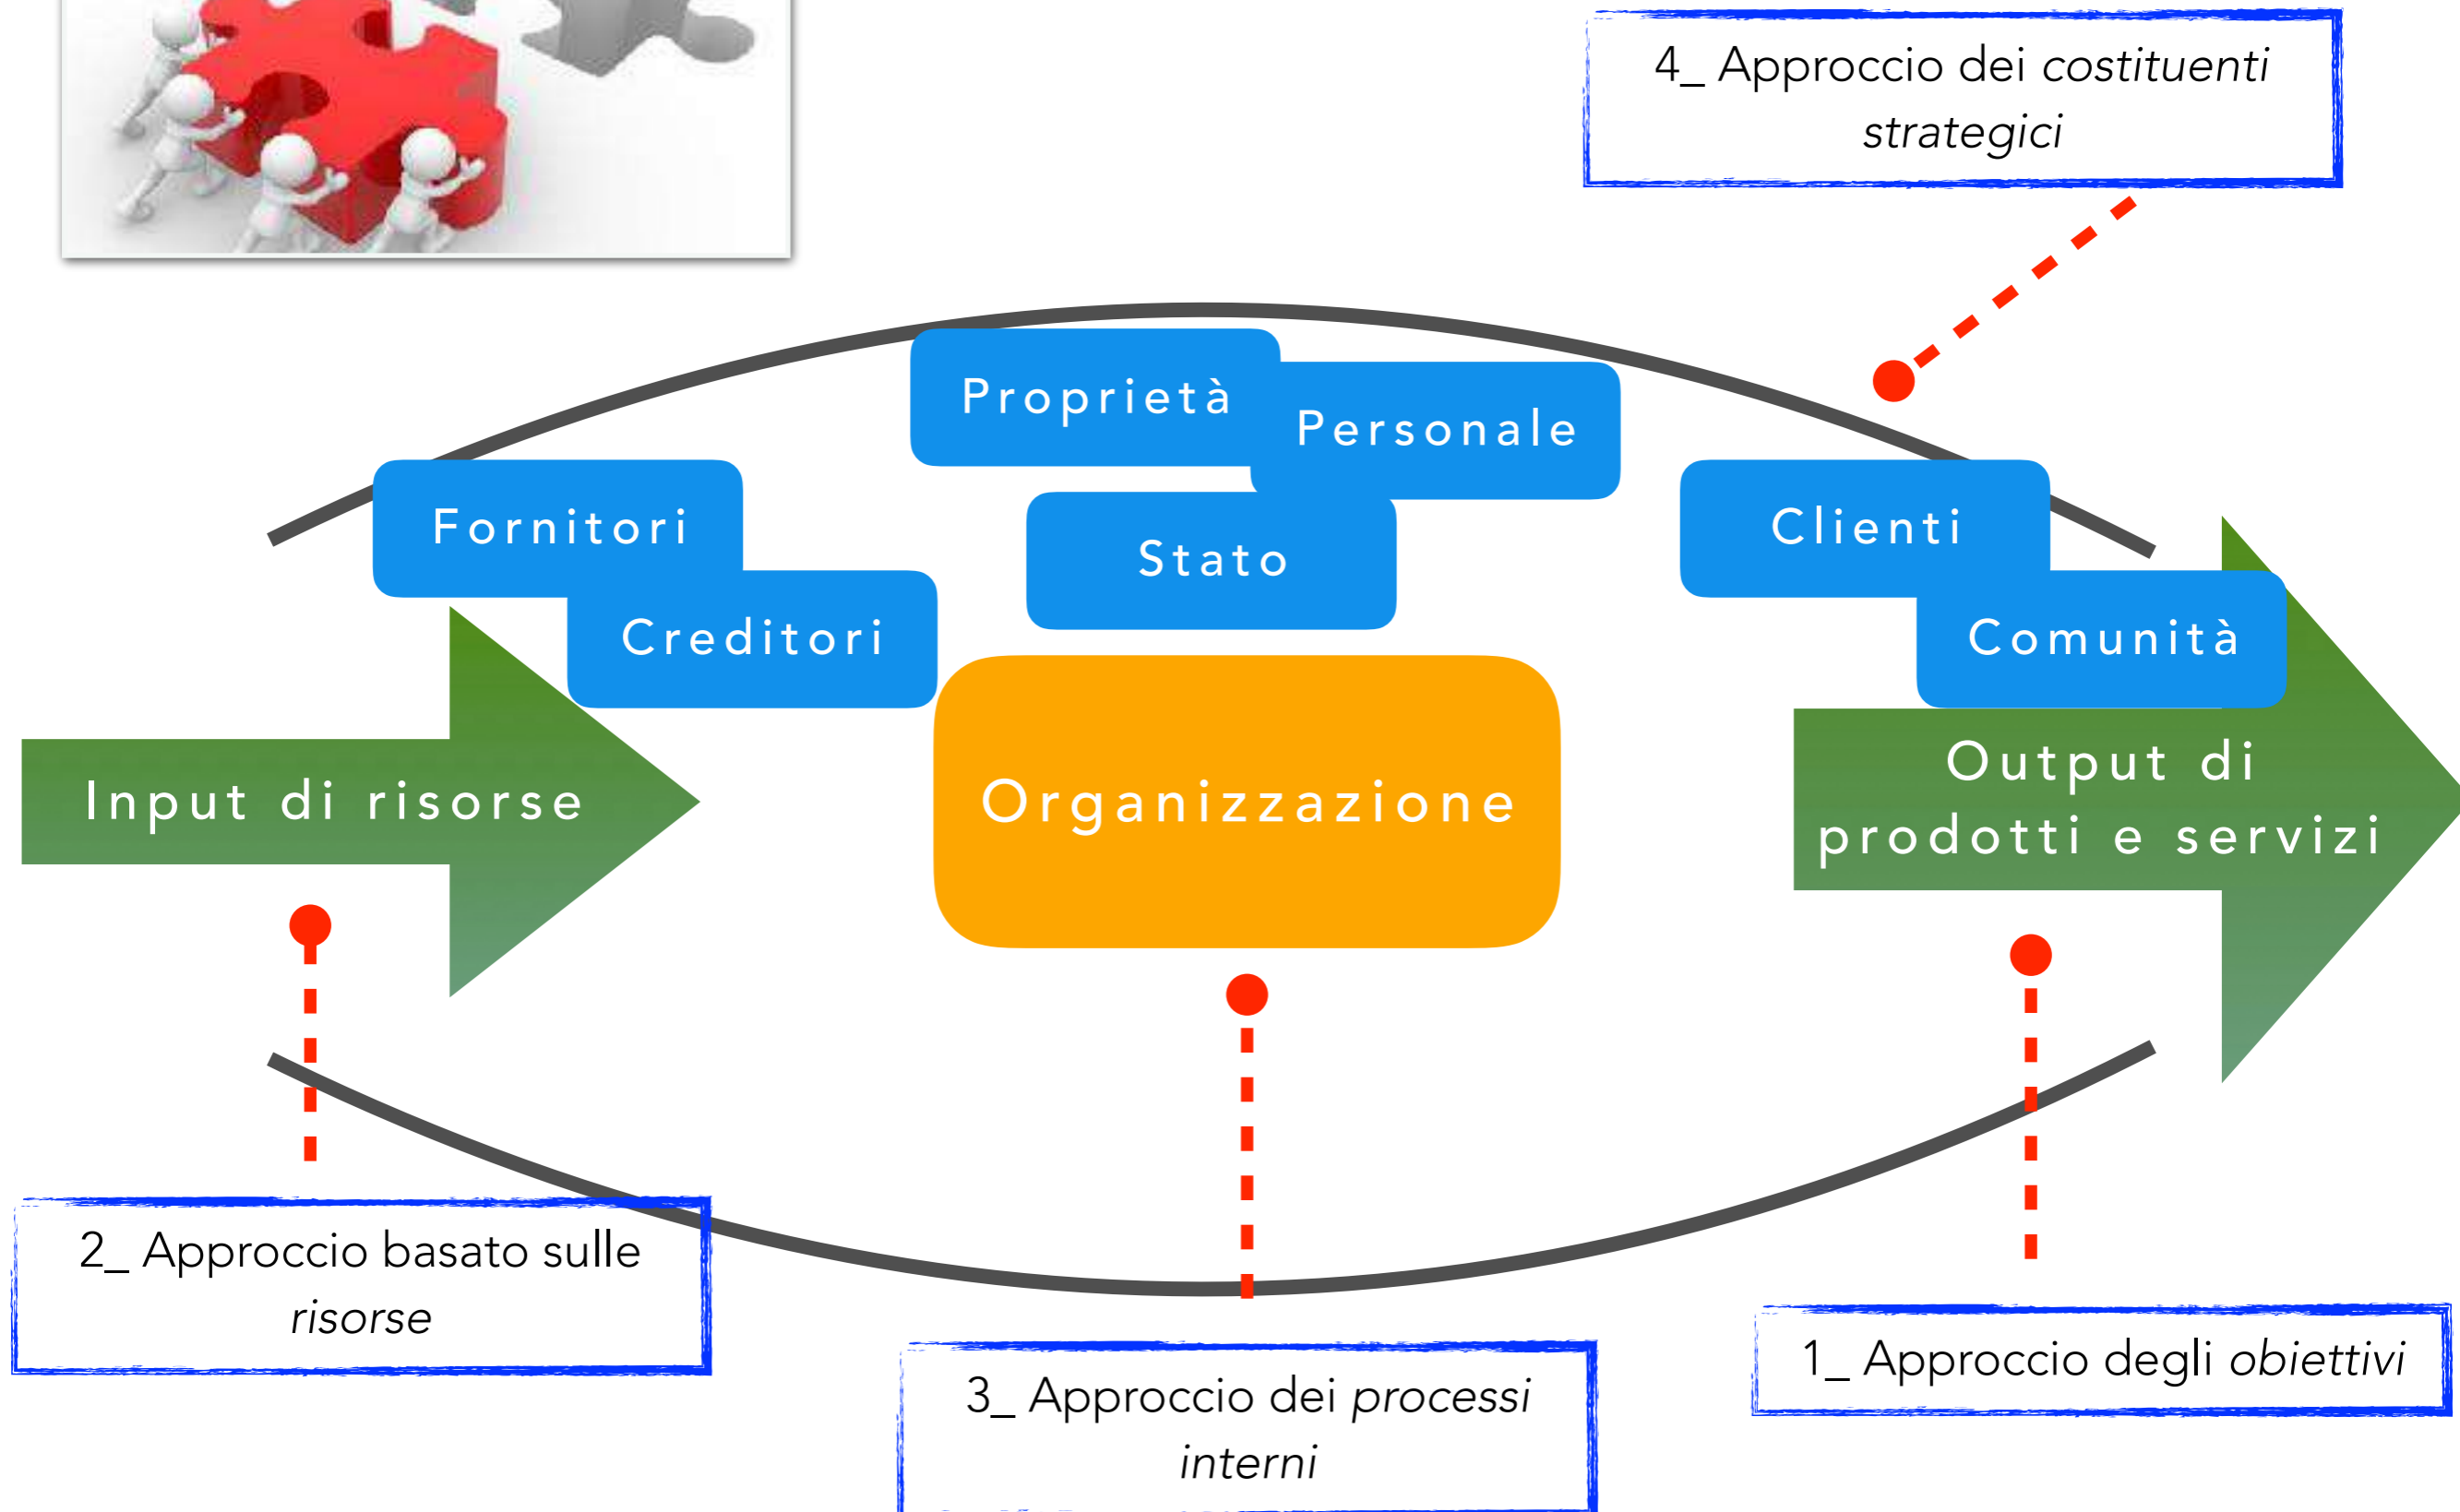 4_ Approccio dei costituenti
strategici
Proprietà
Personale
Fornitori
Clienti
Stato
Creditori
Comunità
Input di risorse
Organizzazione
Output di
prodotti e servizi
2_ Approccio basato sulle
risorse
3_ Approccio dei processi
interni
1_ Approccio degli obiettivi